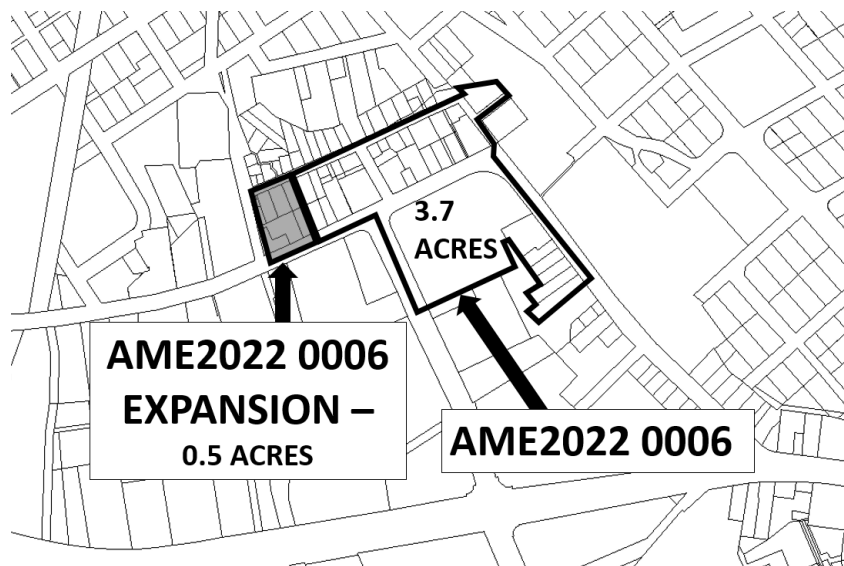 3.7
ACRES
AME2022 0006
EXPANSION –
0.5 ACRES
AME2022 0006